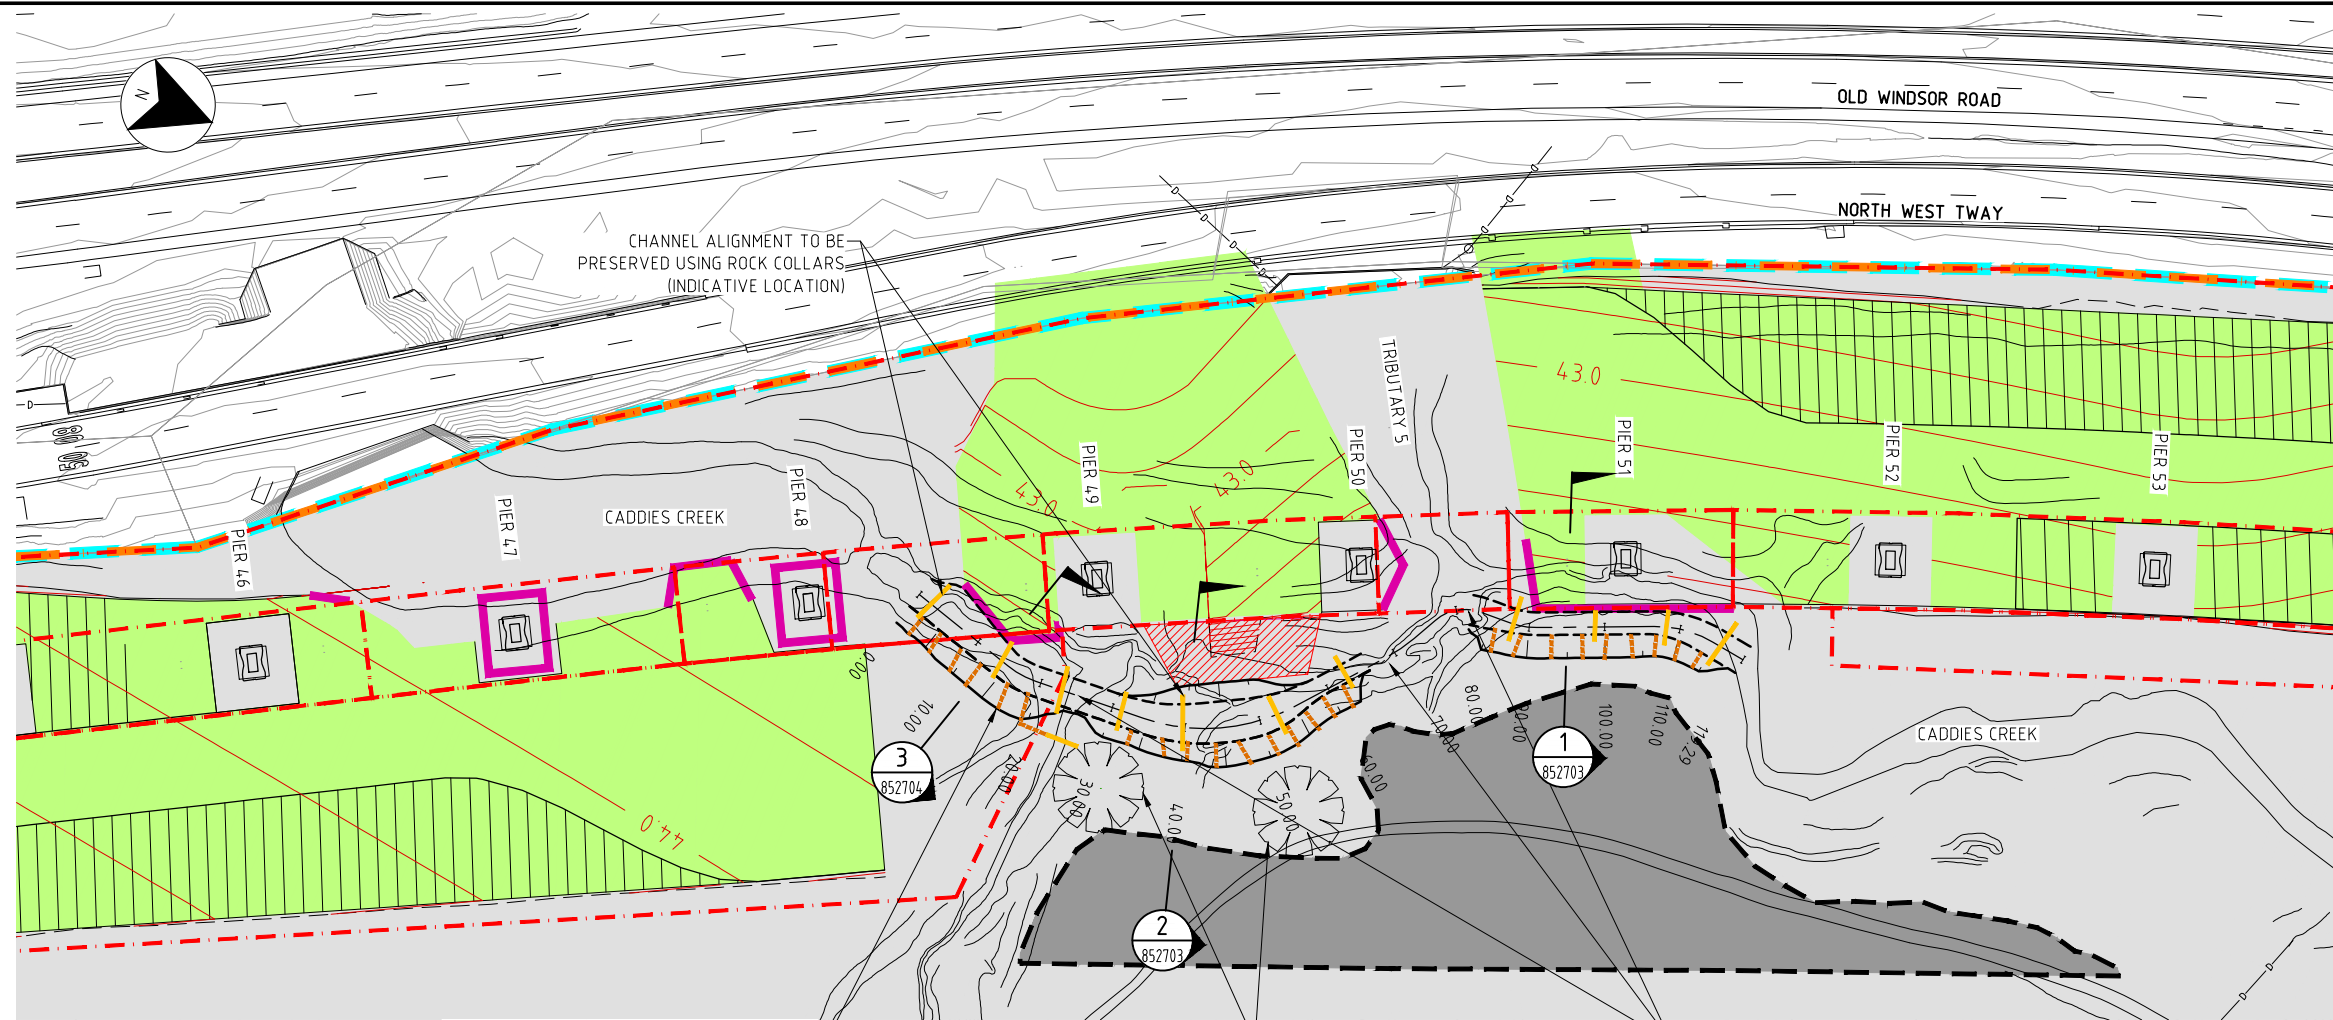 N
OLD WINDSOR ROAD
NORTH WEST TWAY
CHANNEL ALIGNMENT TO BE
PRESERVED USING ROCK COLLARS
(INDICATIVE LOCATION)
D
D
D
D
D
D
D
D
TRIBUTARY 5
43.0
PIER 46
PIER 47
PIER 48
PIER 49
PIER 50
PIER 51
PIER 52
PIER 53
CADDIES CREEK
43.0
43.0
44.0
0.00
10.00
20.00
30.00
40.00
50.00
60.00
70.00
80.00
90.00
100.00
110.00
119.29
3
852704
1
852703
2
852703
CADDIES CREEK
D
D